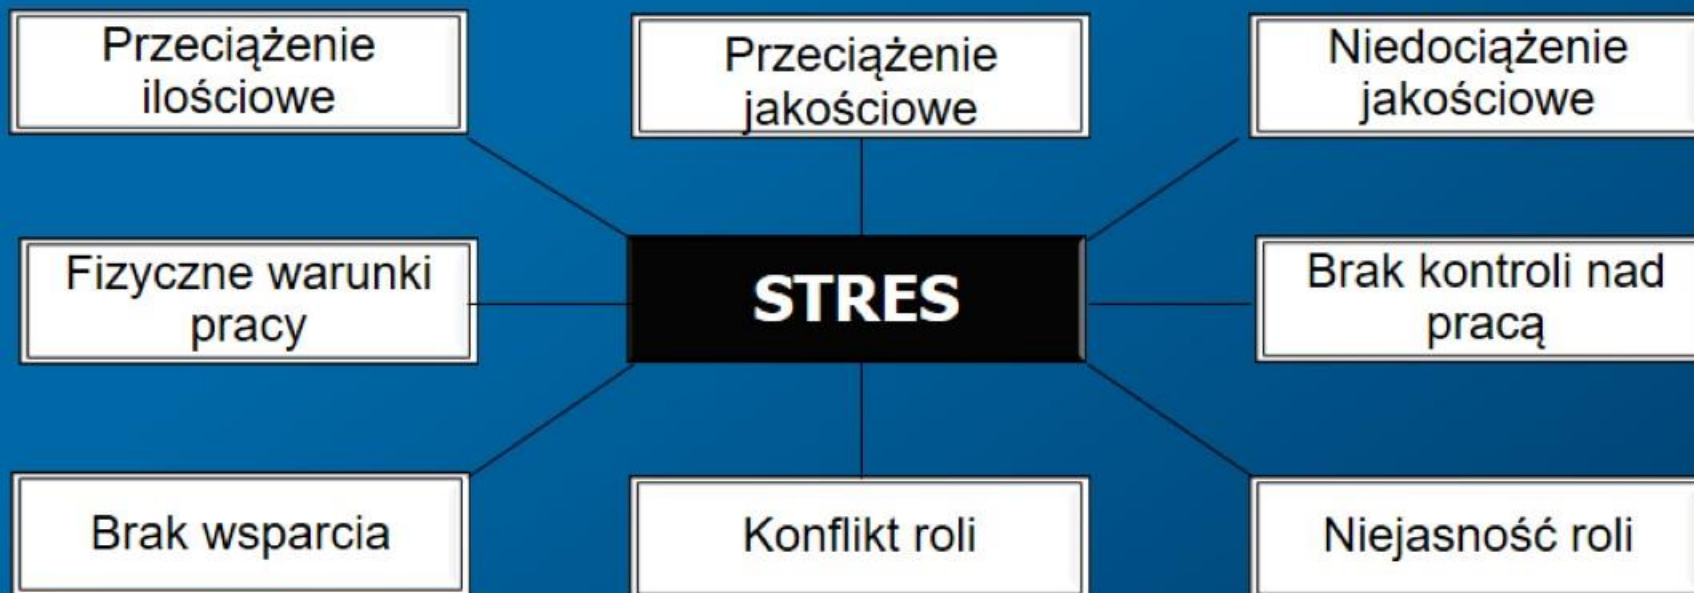 Przeciążenie
ilościowe
Przeciążenie
jakościowe
Niedociążenie
jakościowe
Fizyczne warunki
pracy
STRES
Brak kontroli nad
pracą
Brak wsparcia
Konflikt roli
Niejasność roli